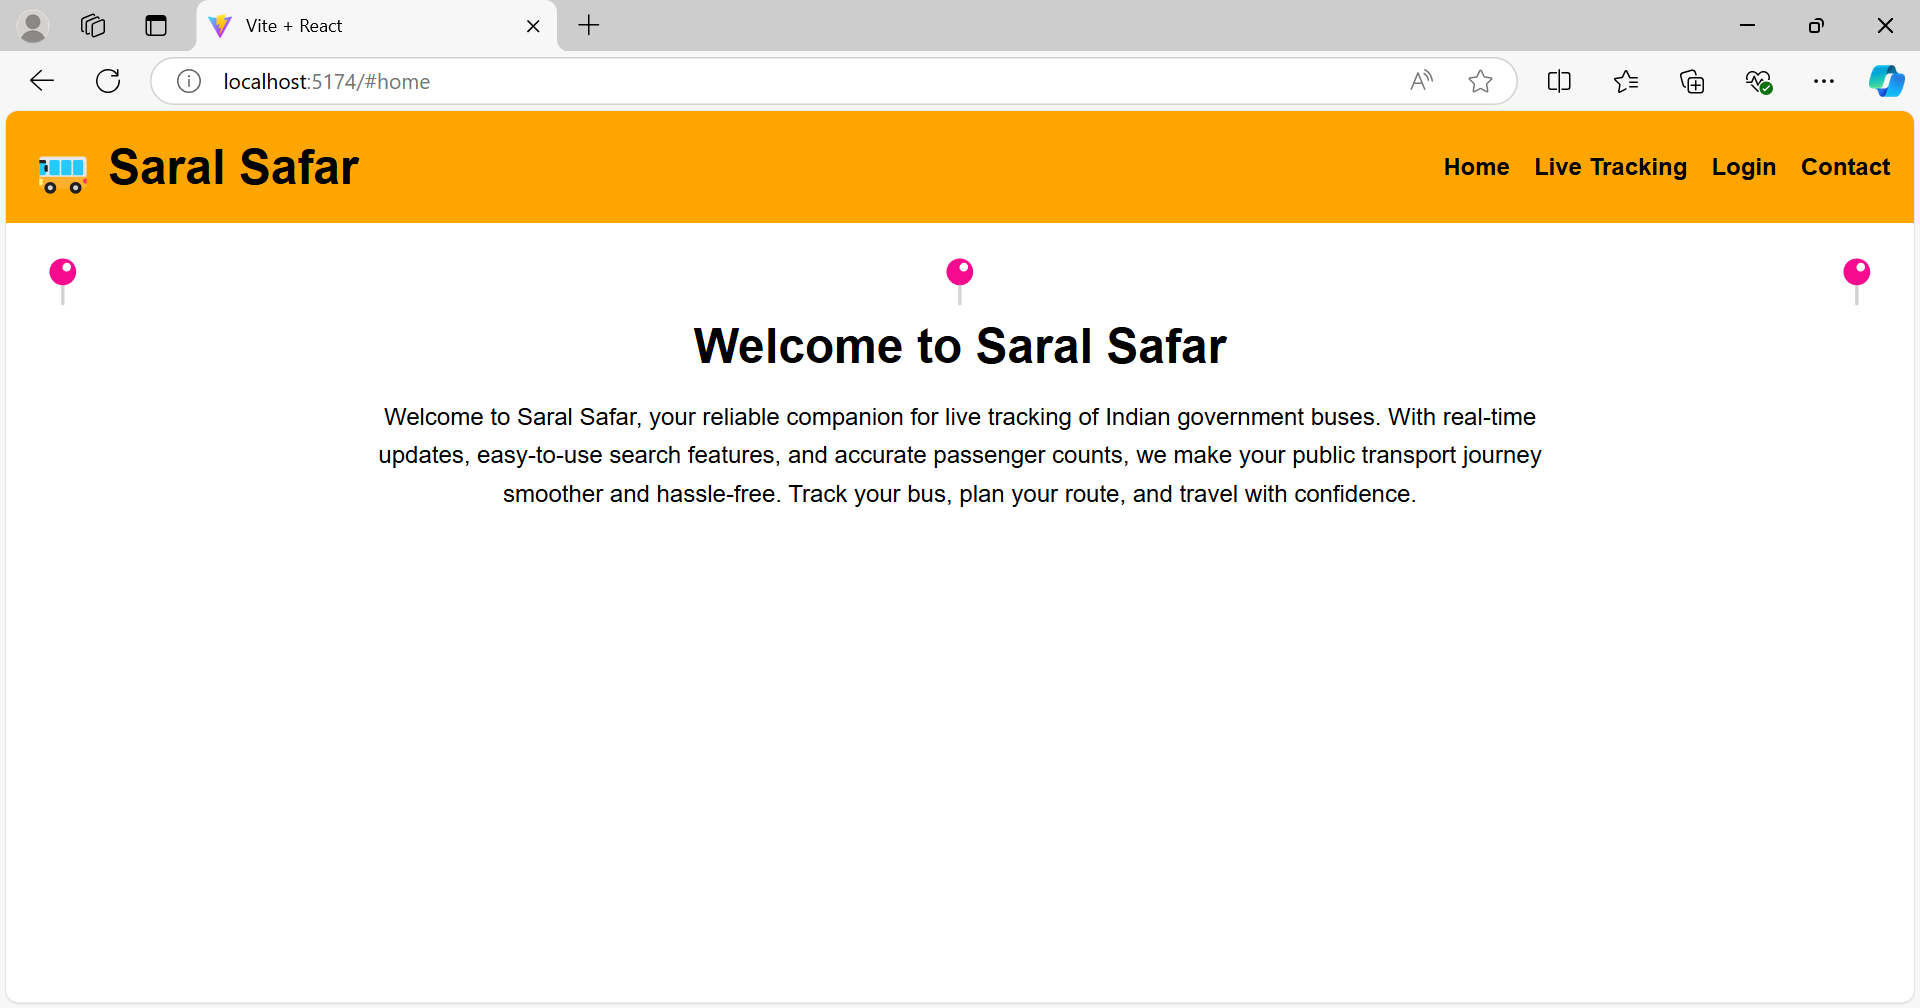 Vite + React
localhost:5174/#home
Saral Safar
Home Live Tracking Login Contact
Welcome to Saral Safar
Welcome to Saral Safar, your reliable companion for live tracking of Indian government buses. With real-time
updates, easy-to-use search features, and accurate passenger counts, we make your public transport journey
smoother and hassle-free. Track your bus, plan your route, and travel with confidence.